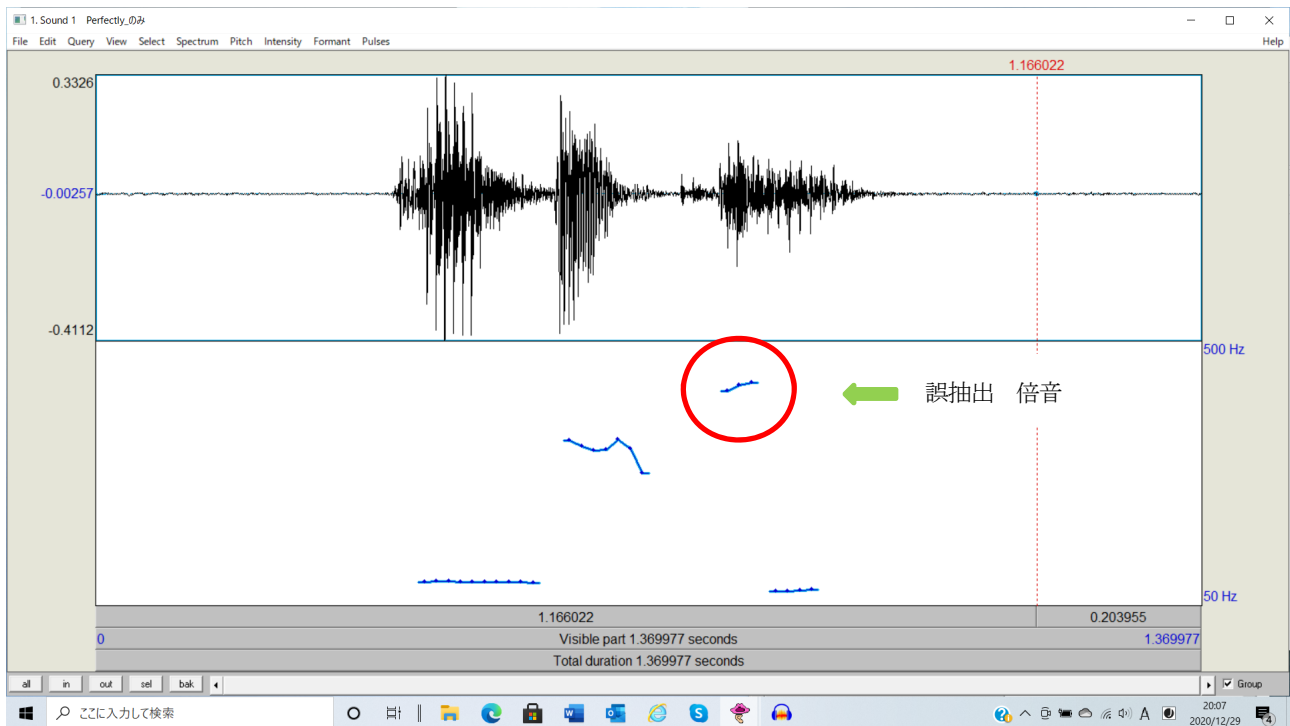 1. Sound 1 Perfectly_のみ
File Edit Query View Select Spectrum Pitch Intensity Formant Pulses Help
1.166022
0.3326
-0.00257
-0.4112
500 Hz
誤抽出 倍音
50 Hz
1.166022 0.203955
0 Visible part 1.369977 seconds 1.369977
Total duration 1.369977 seconds
all in out sel bak Group
ここに入力して検索
A 20:07
2020/12/29
4